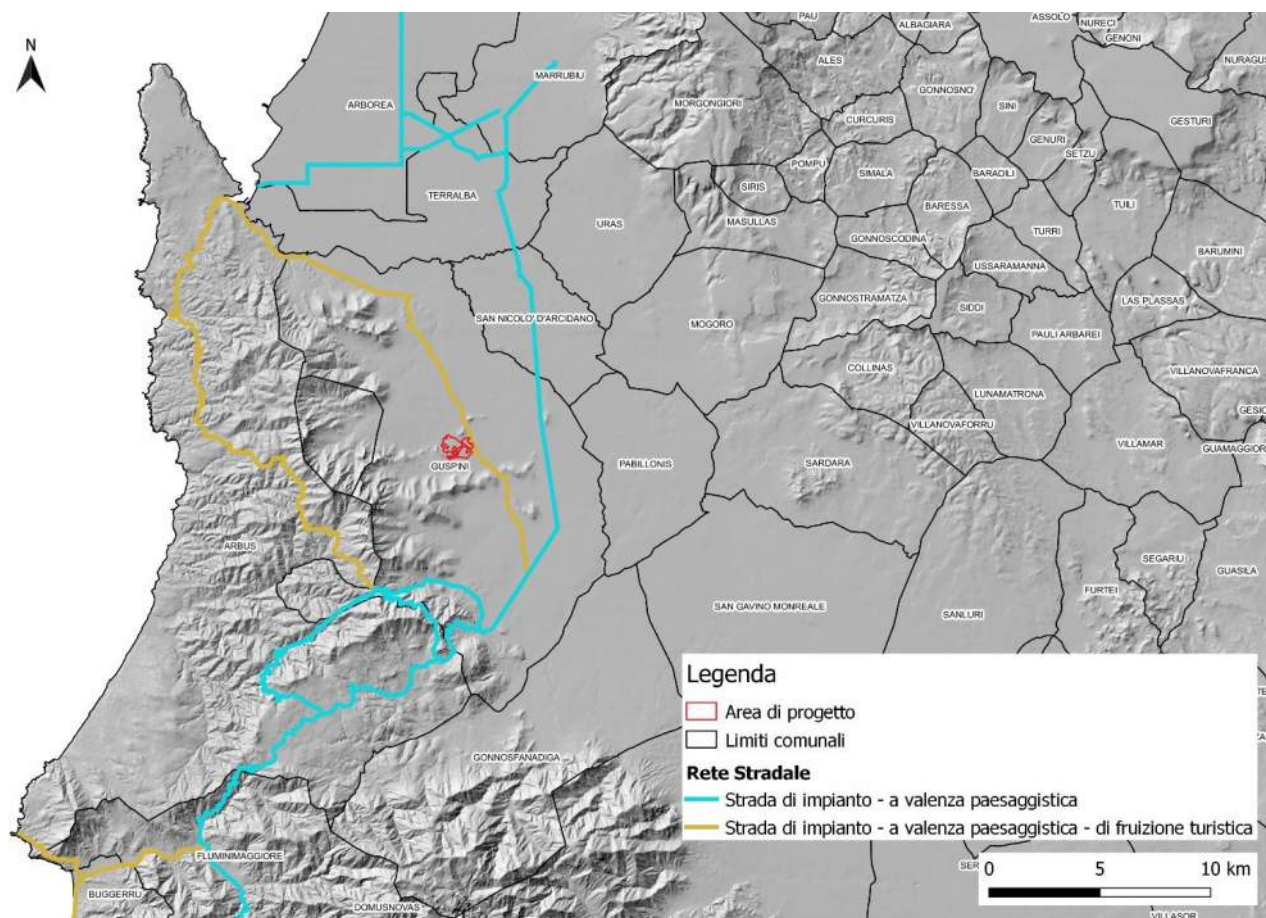 PAU
ALBAGIARA
ASSOLO
NURECI
GENONI
N
ALES
NURAGUS
MARRUBIU
GONNOSNO'
ARBOREA
MORGONGIORI
SINI
GESTURI
CURCURIS
GENURI
SETZU
POMPU
SIMALA
BARADILI
SIRIS
TERRALBA
BARESSA
TUILI
URAS
MASULLAS
TURRI
GONNOSCODINA
BARUMINI
USSARAMANNA
GONNOSTRAMATZA
LAS PLASSAS
SIDDI
SAN NICOLO' D'ARCIDANO
MOGORO
PAULI ARBAREI
COLLINAS
VILLANOVAFRANCA
LUNAMATRONA
VILLANOVAFORRU
VILLAMAR
GUAMAGGIOR
PABILLONIS
SARDARA
GUSPINI
ARBUS
SEGARIU
GUASILA
FURTEI
SAN GAVINO MONREALE
SANLURI
Legenda
Area di progetto
Limiti comunali
GONNOSFANADIGA
Rete Stradale
Strada di impianto - a valenza paesaggistica
Strada di impianto - a valenza paesaggistica - di fruizione turistica
FLUMINIMAGGIORE
0 5 10 km
BUGGERRU
DOMUSNOVAS
VILLASOR